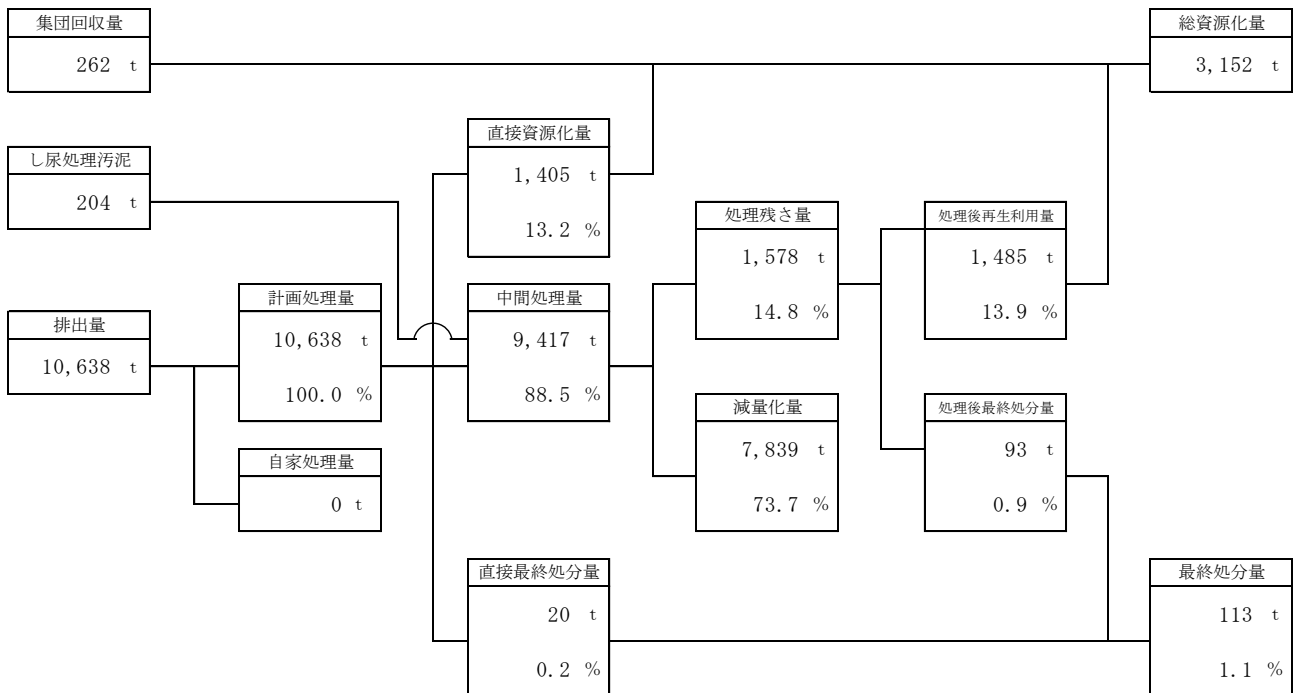 集団回収量
262 t
総資源化量
3,152 t
直接資源化量
1,405 t
13.2 %
し尿処理汚泥
204 t
処理残さ量
1,578 t
14.8 %
処理後再生利用量
1,485 t
13.9 %
計画処理量
10,638 t
100.0 %
中間処理量
9,417 t
88.5 %
排出量
10,638 t
減量化量
7,839 t
73.7 %
処理後最終処分量
93 t
0.9 %
自家処理量
0 t
直接最終処分量
20 t
0.2 %
最終処分量
113 t
1.1 %